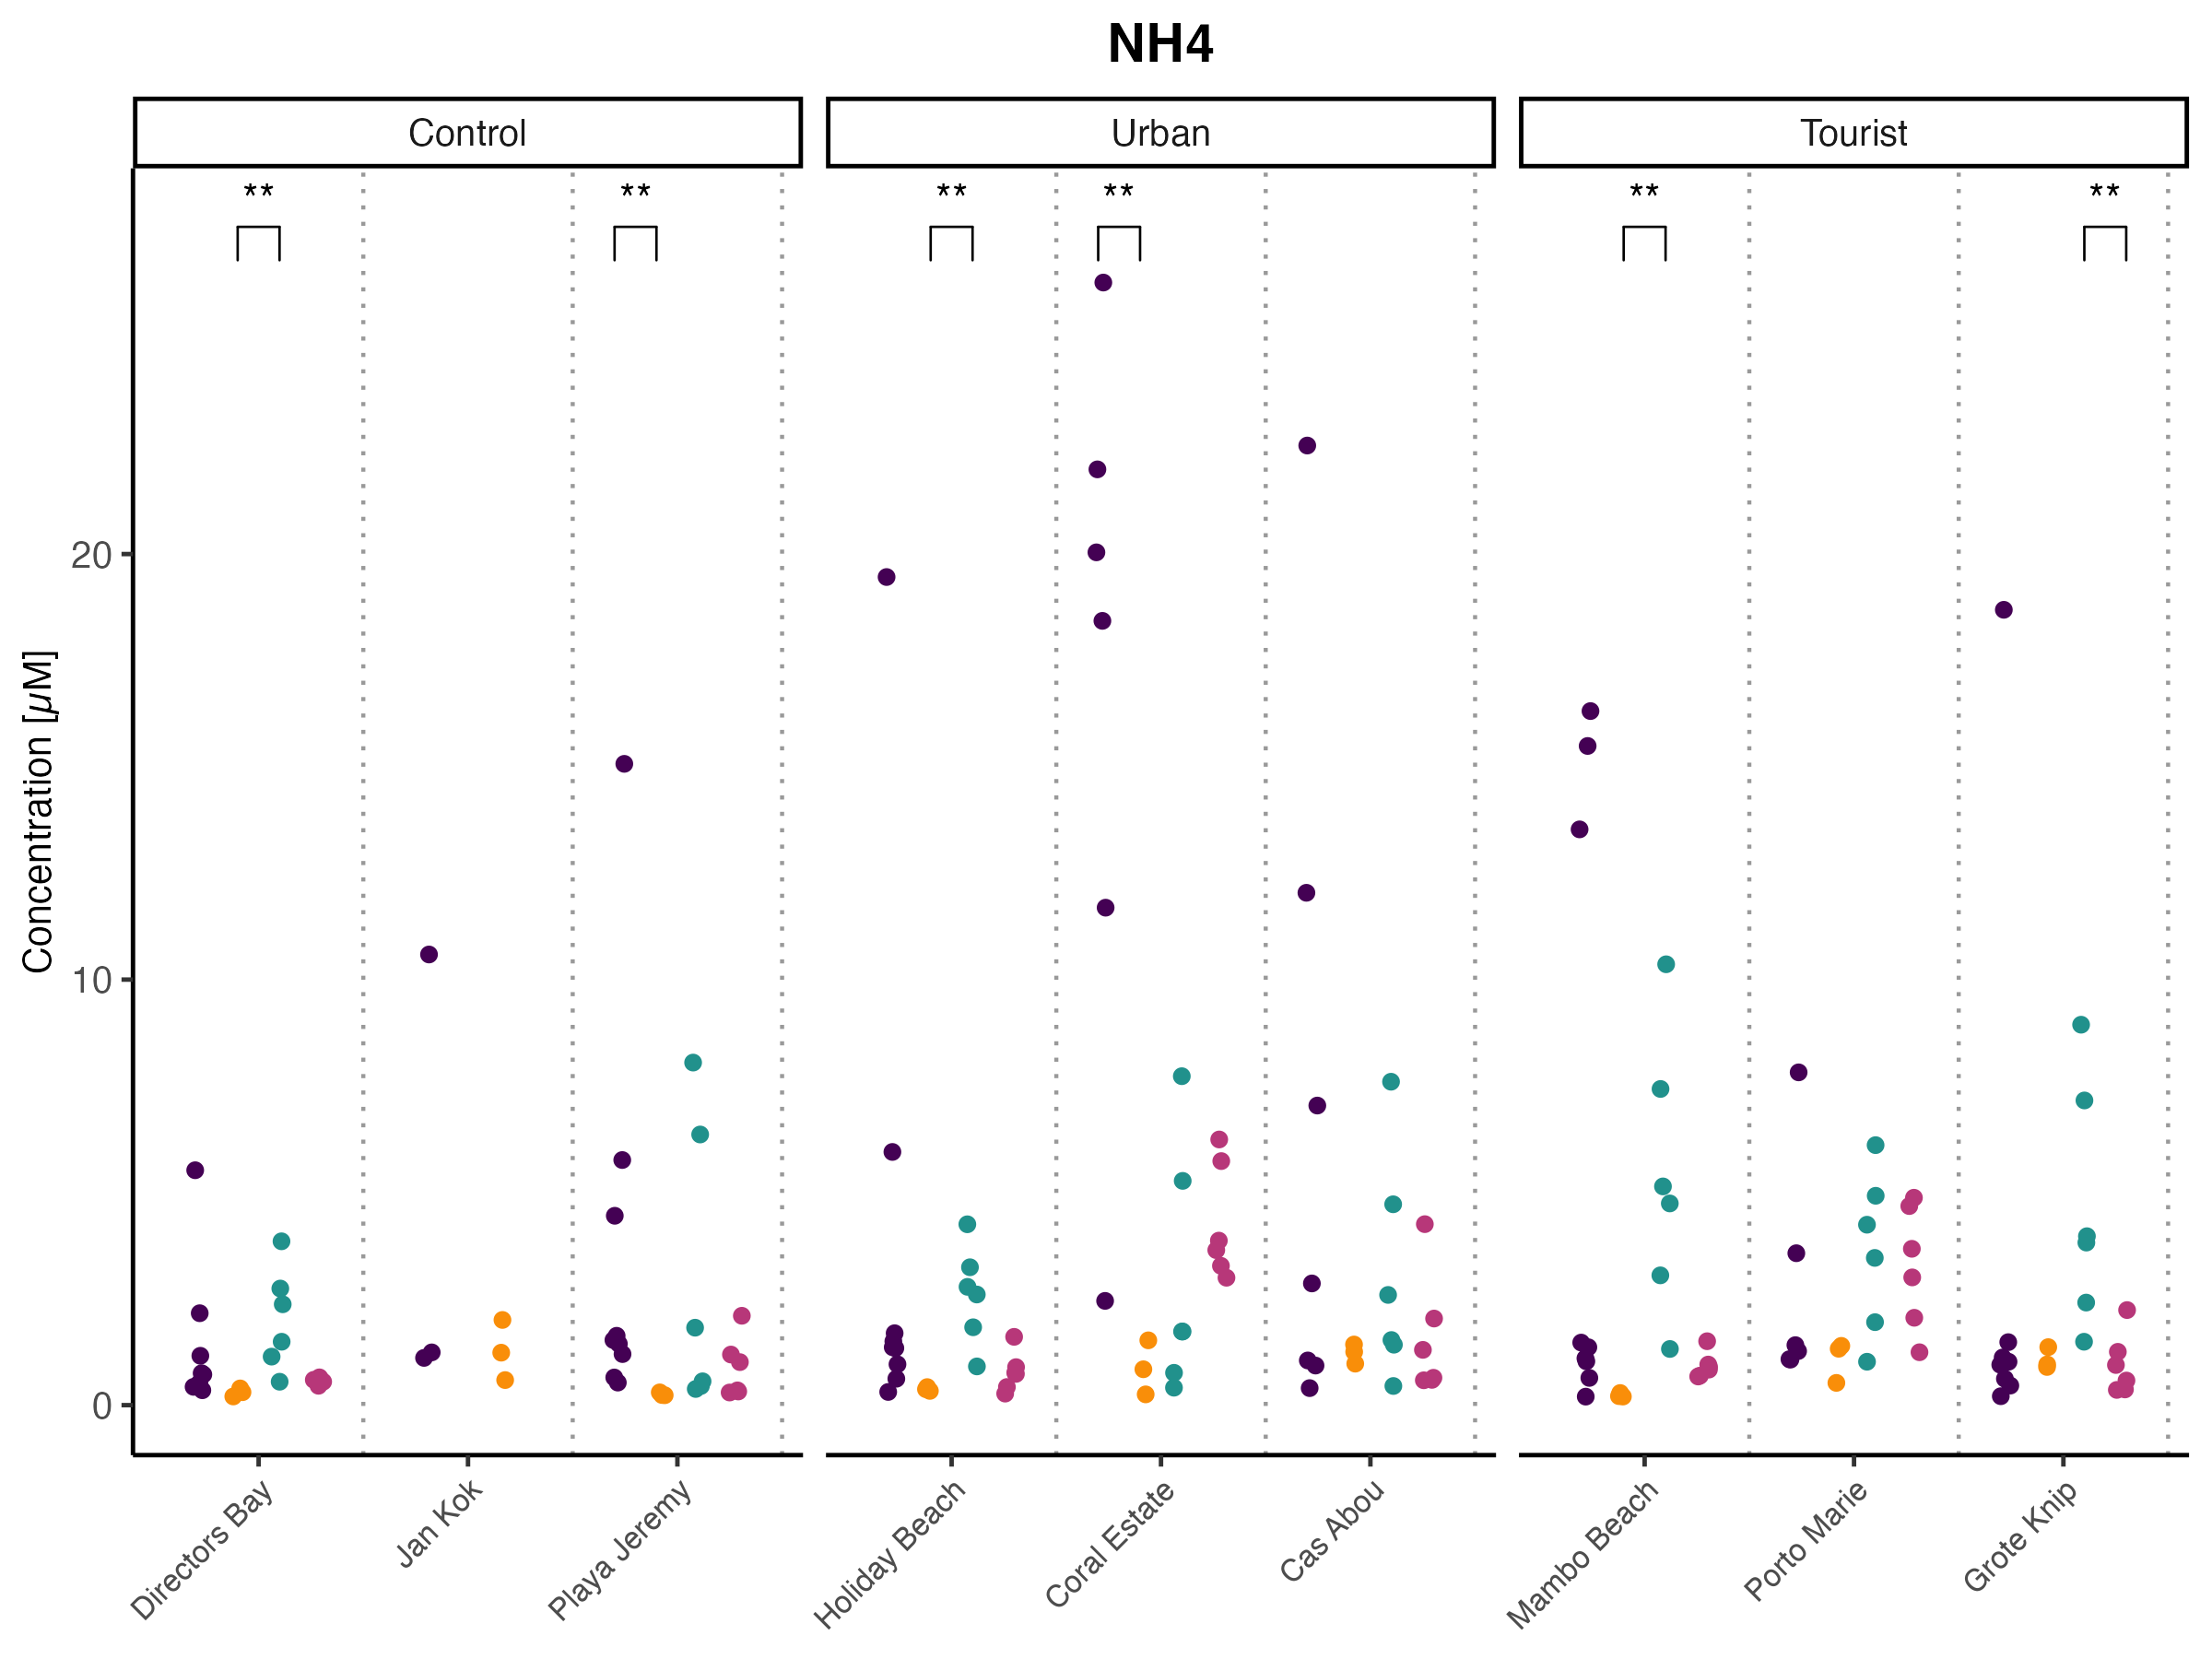 NH4
Control
Urban
Tourist
** ** ** ** ** **
20
10
0
Concentration [µM]
Directors Bay
Jan Kok
Playa Jeremy
Holiday Beach
Coral Estate
Cas Abou
Mambo Beach
Porto Marie
Grote Knip